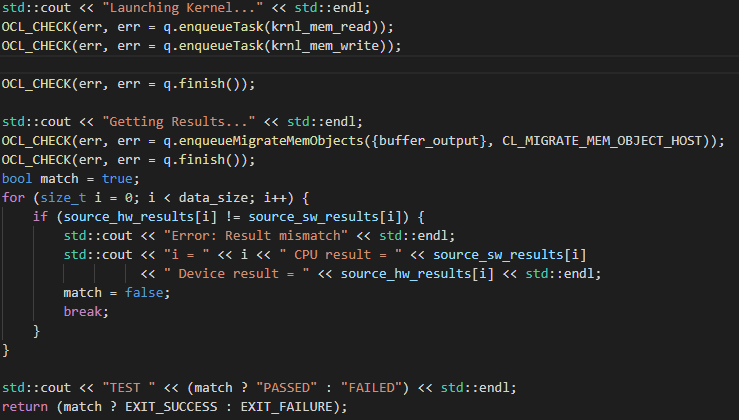 std::cout << "Launching Kernel..." << std::endl;
OCL_CHECK(err, err = q.enqueueTask(krnl_mem_read));
OCL_CHECK(err, err = q.enqueueTask(krnl_mem_write));

OCL_CHECK(err, err = q.finish());

std::cout << "Getting Results..." << std::endl;
OCL_CHECK(err, err = q.enqueueMigrateMemObjects({buffer_output}, CL_MIGRATE_MEM_OBJECT_HOST));
OCL_CHECK(err, err = q.finish());
bool match = true;
for (size_t i = 0; i < data_size; i++) {
    if (source_hw_results[i] != source_sw_results[i]) {
        std::cout << "Error: Result mismatch" << std::endl;
        std::cout << "i = " << i << " CPU result = " << source_sw_results[i]
                  << " Device result = " << source_hw_results[i] << std::endl;
        match = false;
        break;
    }
}

std::cout << "TEST " << (match ? "PASSED" : "FAILED") << std::endl;
return (match ? EXIT_SUCCESS : EXIT_FAILURE);